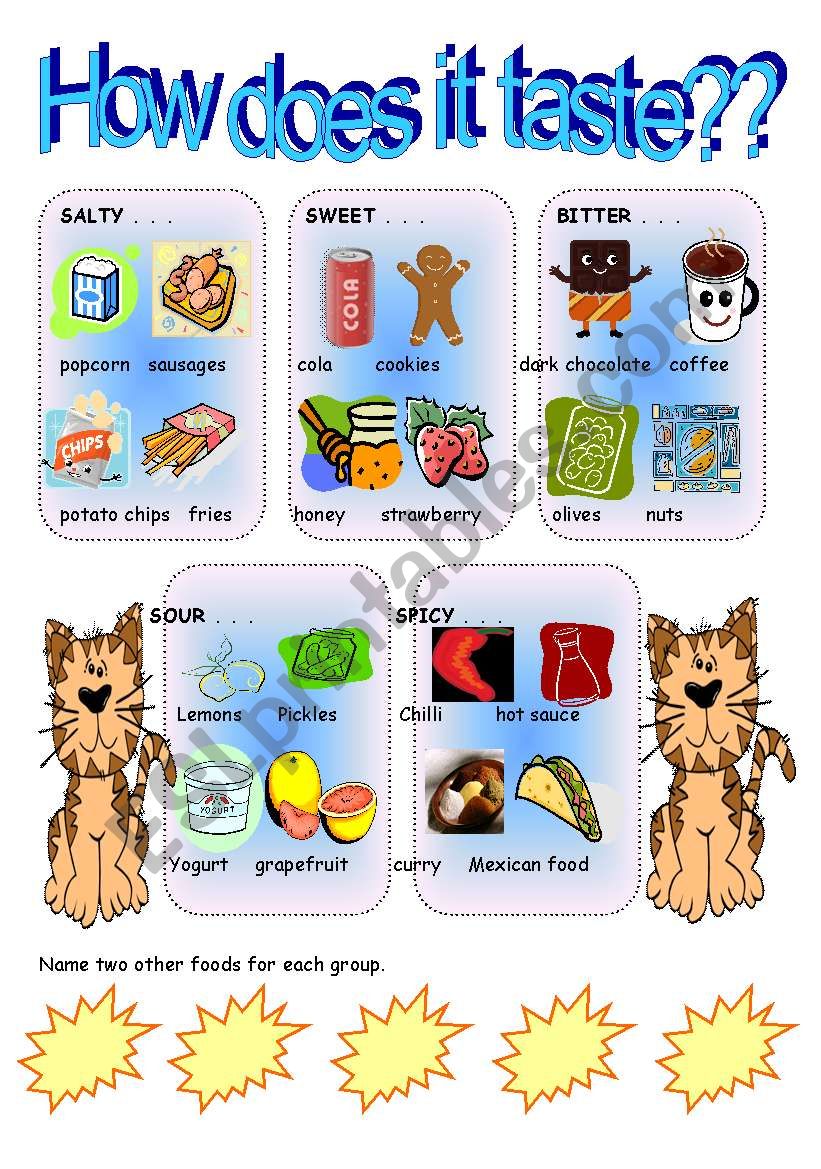 How does it taste??
SALTY . . .
popcorn sausages
CHIPS
potato chips fries
SWEET . . .
COLA
cola cookies
honey strawberry
BITTER . . .
dark chocolate coffee
olives nuts
SOUR . . .
Lemons Pickles
YOGURT
Yogurt grapefruit
SPICY . . .
Chilli hot sauce
curry Mexican food
Name two other foods for each group.
ESLprintables.com